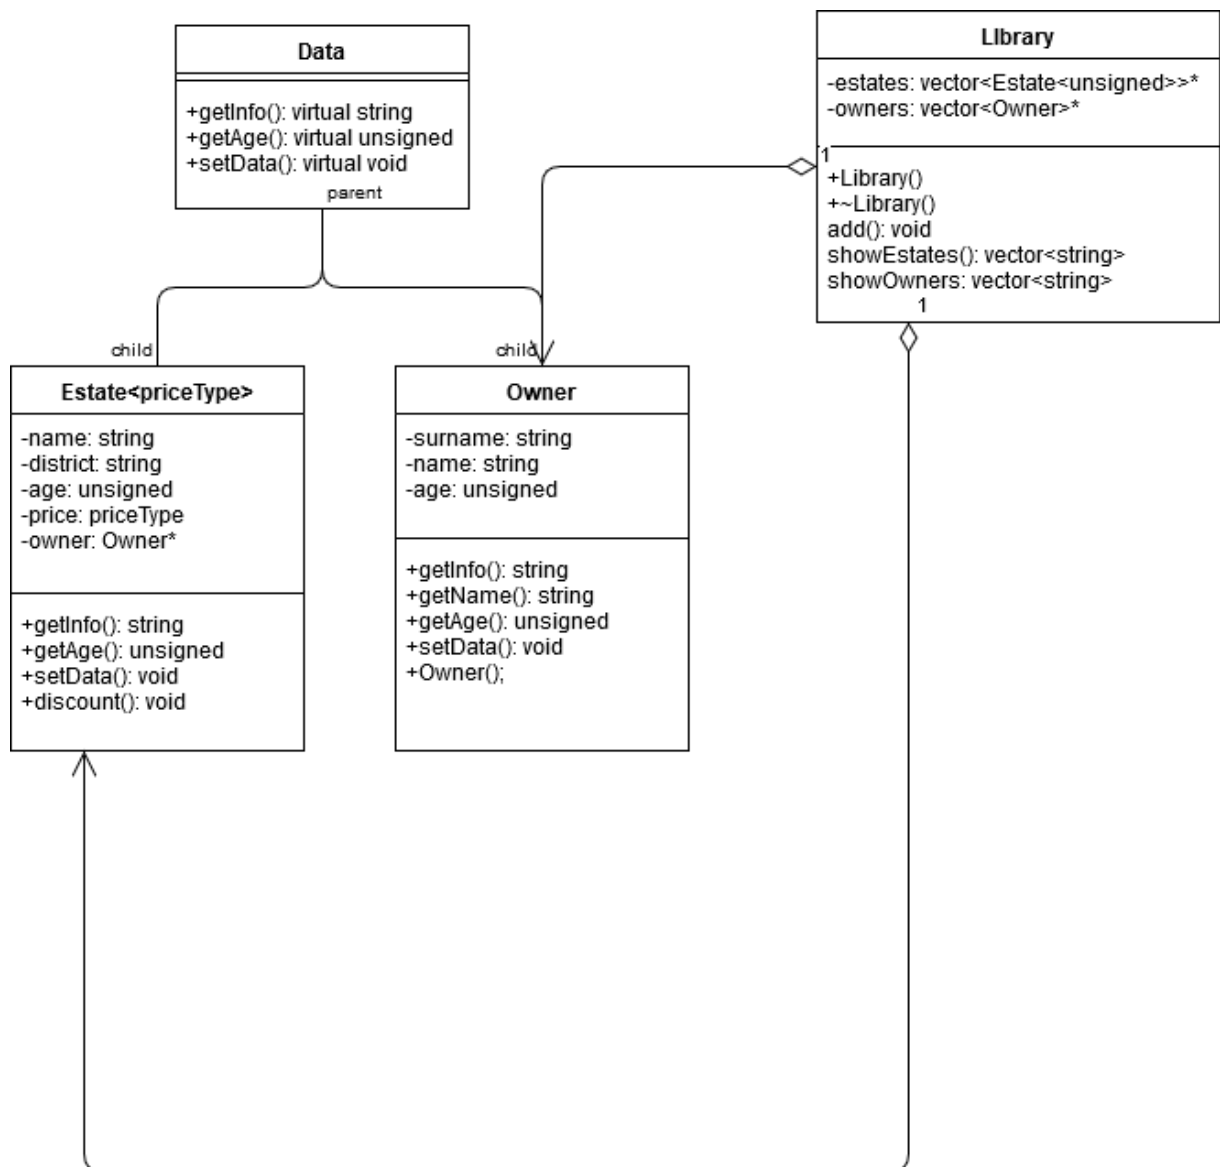 Data
+getInfo(): virtual string
+getAge(): virtual unsigned
+setData(): virtual void
parent
LIbrary
-estates: vector<Estate<unsigned>>*
-owners: vector<Owner>*
1
+Library()
+~Library()
add(): void
showEstates(): vector<string>
showOwners: vector<string>
1
child
Estate<priceType>
-name: string
-district: string
-age: unsigned
-price: priceType
-owner: Owner*
+getInfo(): string
+getAge(): unsigned
+setData(): void
+discount(): void
child
Owner
-surname: string
-name: string
-age: unsigned
+getInfo(): string
+getName(): string
+getAge(): unsigned
+setData(): void
+Owner();